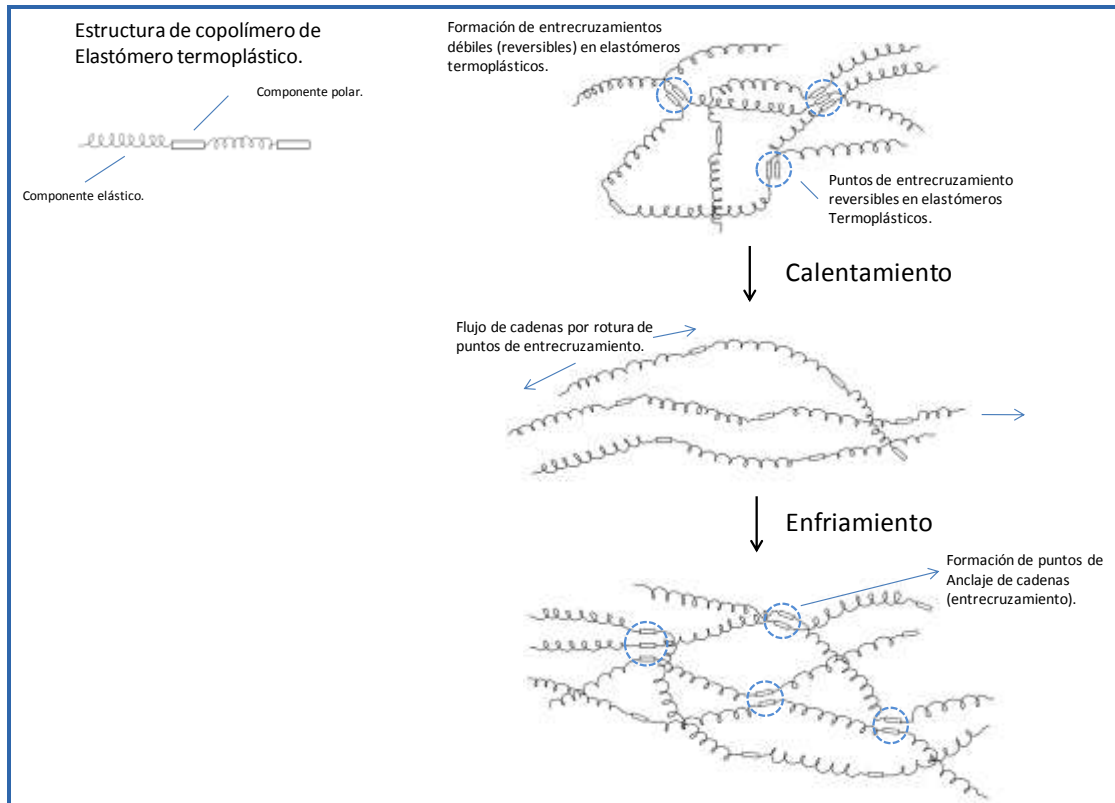 Estructura de copolímero de
Elastómero termoplástico.
Componente polar.
Componente elástico.
Formación de entrecruzamientos
débiles (reversibles) en elastómeros
termoplásticos.
Puntos de entrecruzamiento
reversibles en elastómeros
Termoplásticos.
Calentamiento
Flujo de cadenas por rotura de
puntos de entrecruzamiento.
Enfriamiento
Formación de puntos de
Anclaje de cadenas
(entrecruzamiento).